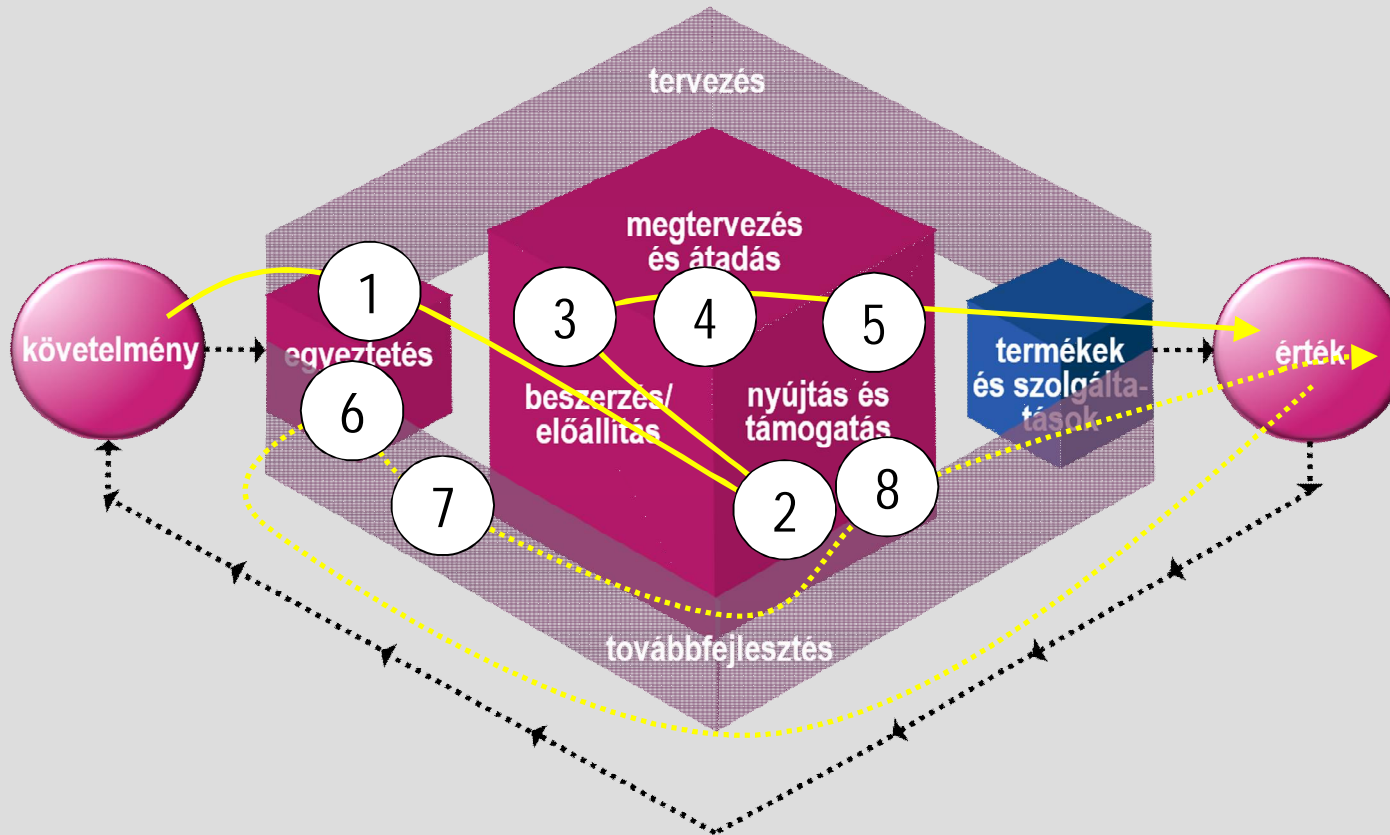 tervezés
megtervezés
és átadás
1
3
4
5
követelmény
egyeztetés
beszerzés/
előállítás
nyújtás és
támogatás
termékek
és szolgálta-
tások
érték
6
7
2
8
továbbfejlesztés